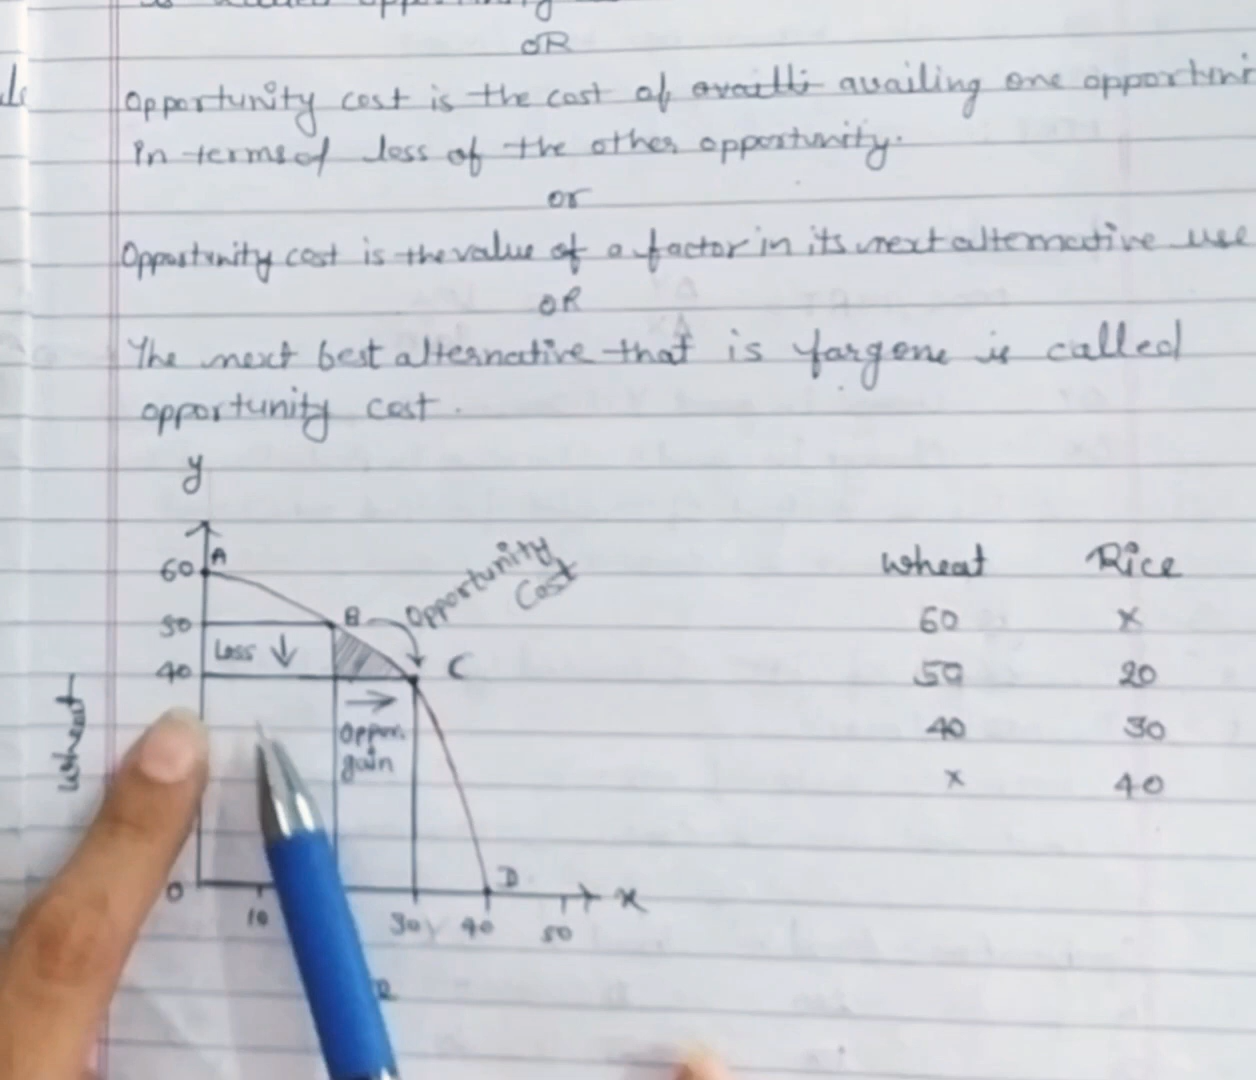 OR
Opportunity cost is the cost of availing one
in terms of loss of the other opportunity.
or
Opportunity cost is the value of a factor in its next alternative use
OR
The next best alternative that is forgone is called
opportunity cost.
y
A
60
50
40
B
Opportunity
Cost
Loss ↓
C
→
Oppor.
gain
Wheat
0
10
30
40
50
D
x
Wheat Rice
60 x
50 20
40 30
x 40